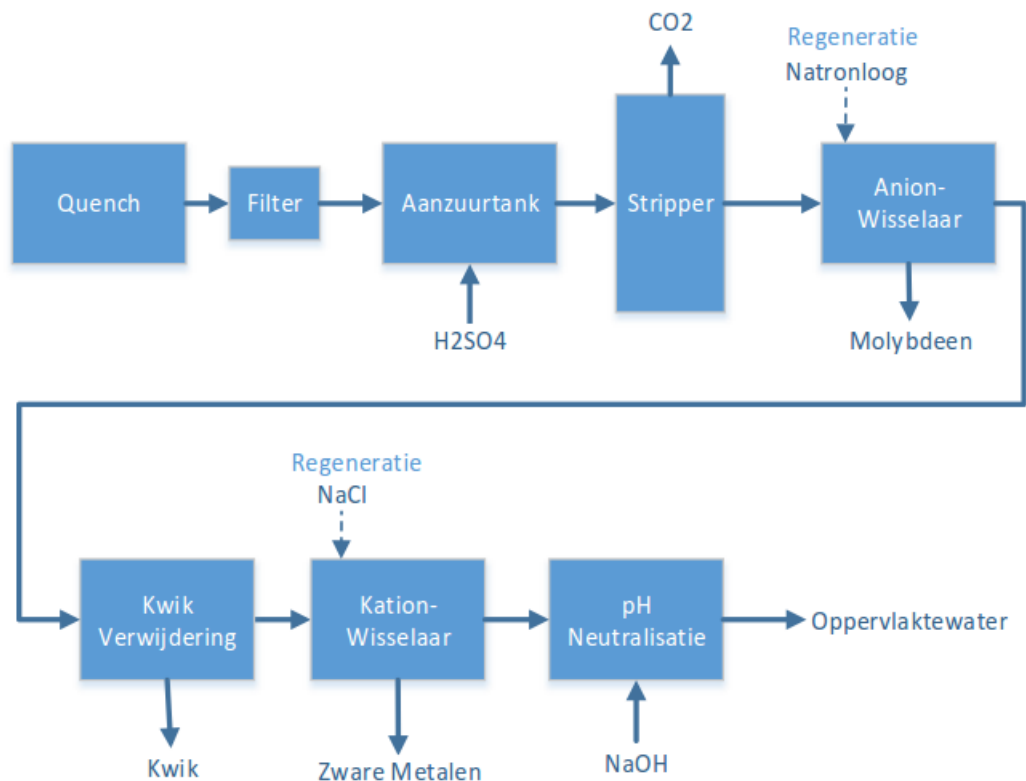 CO2
Regeneratie
Natronloog
Quench
Filter
Aanzuurtank
Stripper
Anion-
Wisselaar
H2SO4
Molybdeen
Regeneratie
NaCl
Kwik
Verwijdering
Kation-
Wisselaar
pH
Neutralisatie
Oppervlaktewater
Kwik
Zware Metalen
NaOH